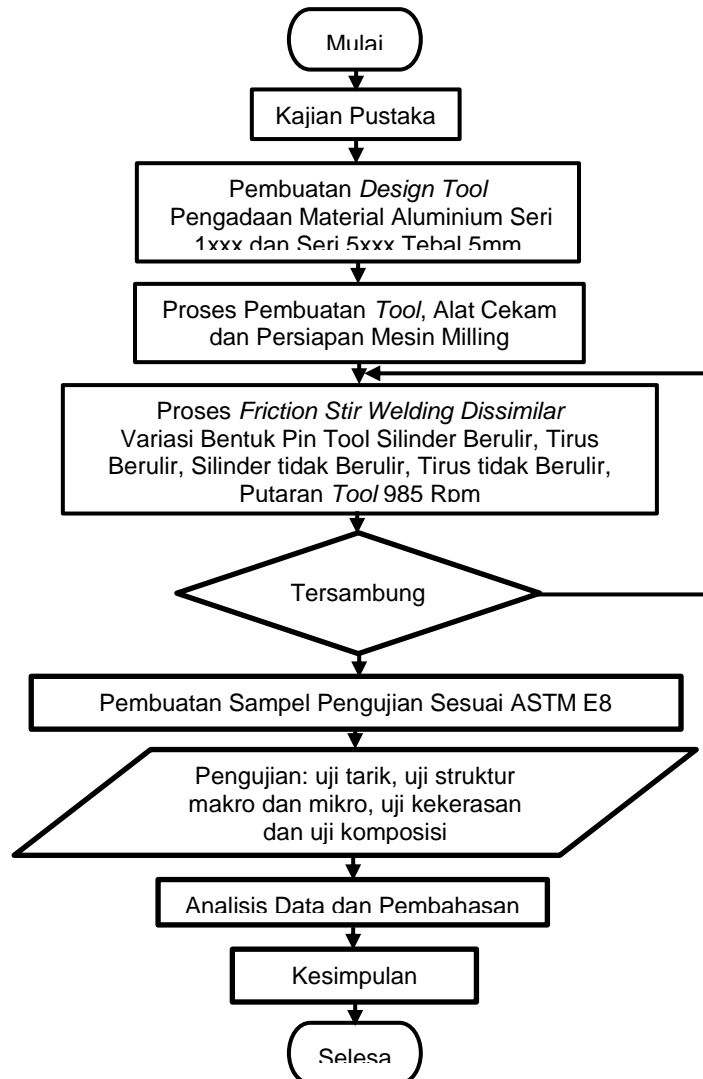 Mulai
Kajian Pustaka
Pembuatan Design Tool
Pengadaan Material Aluminium Seri
1xxx dan Seri 5xxx Tebal 5mm
Proses Pembuatan Tool, Alat Cekam
dan Persiapan Mesin Milling
Proses Friction Stir Welding Dissimilar
Variasi Bentuk Pin Tool Silinder Berulir, Tirus
Berulir, Silinder tidak Berulir, Tirus tidak Berulir,
Putaran Tool 985 Rpm
Tersambung
Pembuatan Sampel Pengujian Sesuai ASTM E8
Pengujian: uji tarik, uji struktur
makro dan mikro, uji kekerasan
dan uji komposisi
Analisis Data dan Pembahasan
Kesimpulan
Selesa